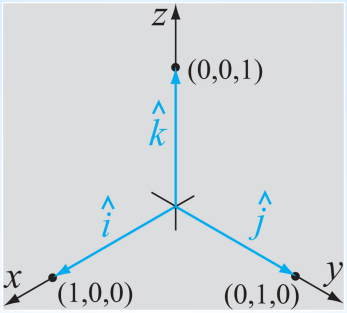 z
(0,0,1)
k̂
î
ĵ
x
y
(1,0,0)
(0,1,0)